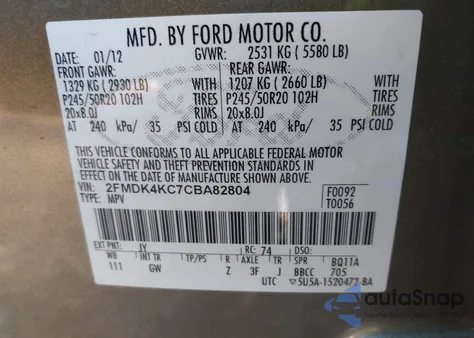 MFD. BY FORD MOTOR CO.
DATE: 01/12 GVWR: 2531 KG ( 5580 LB)
FRONT GAWR: REAR GAWR:
1329 KG ( 2930 LB) WITH 1207 KG ( 2660 LB) WITH
P245/50R20 102H TIRES P245/50R20 102H TIRES
20x8.0J RIMS 20x8.0J RIMS
AT 240 kPa/ 35 PSI COLD AT 240 kPa/ 35 PSI COLD
THIS VEHICLE CONFORMS TO ALL APPLICABLE FEDERAL MOTOR
VEHICLE SAFETY AND THEFT PREVENTION STANDARDS IN
EFFECT ON THE DATE OF MANUFACTURE SHOWN ABOVE.
VIN: 2FMDK4KC7CBA82804 F0092
TYPE: MPV T0056
EXT PNT: JY RC: 74 DSO:
WB INT TR TP/PS R AXLE TR SPR BQ11A
111 GW Z 3F J BBCC 705
UTC ▽5U5A-1520472-BA
Ford
autoSnap